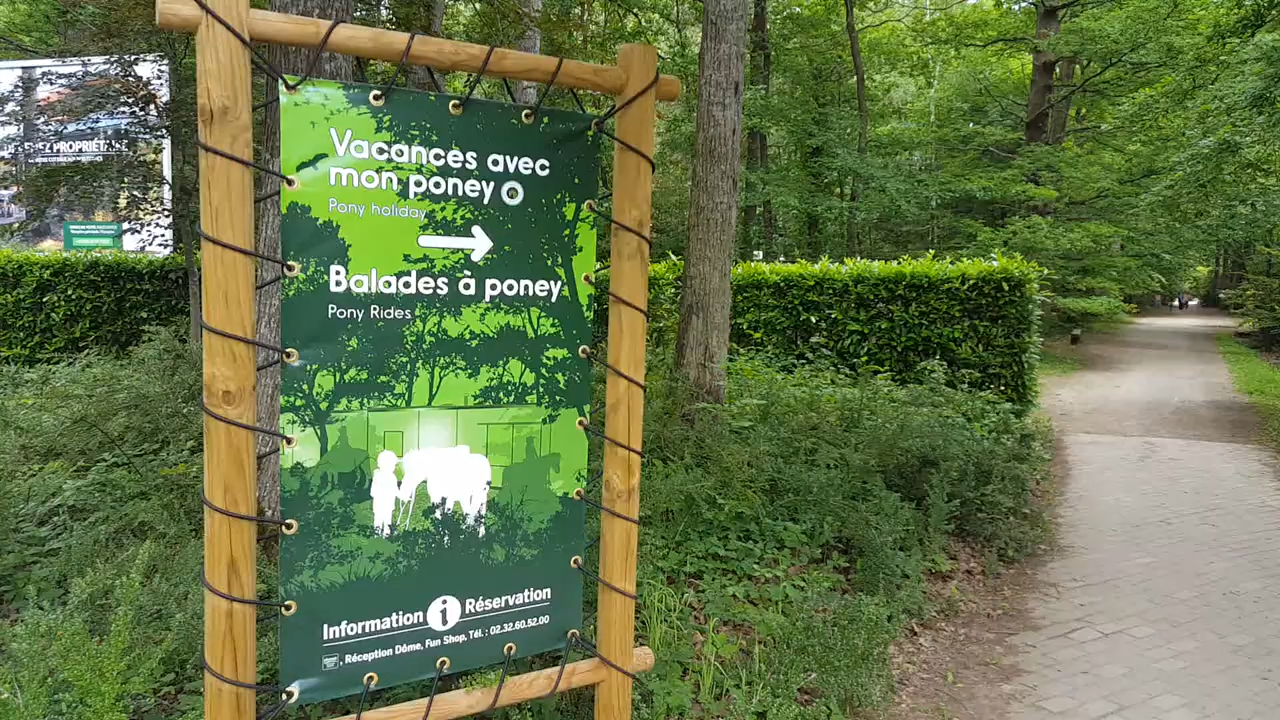 Vacances avec
mon poney
Pony holiday
Balades à poney
Pony Rides
Information i Réservation
, Réception Dôme, Fun Shop, Tél. : 02.32.60.52.00
PROPRIÉTAIRE